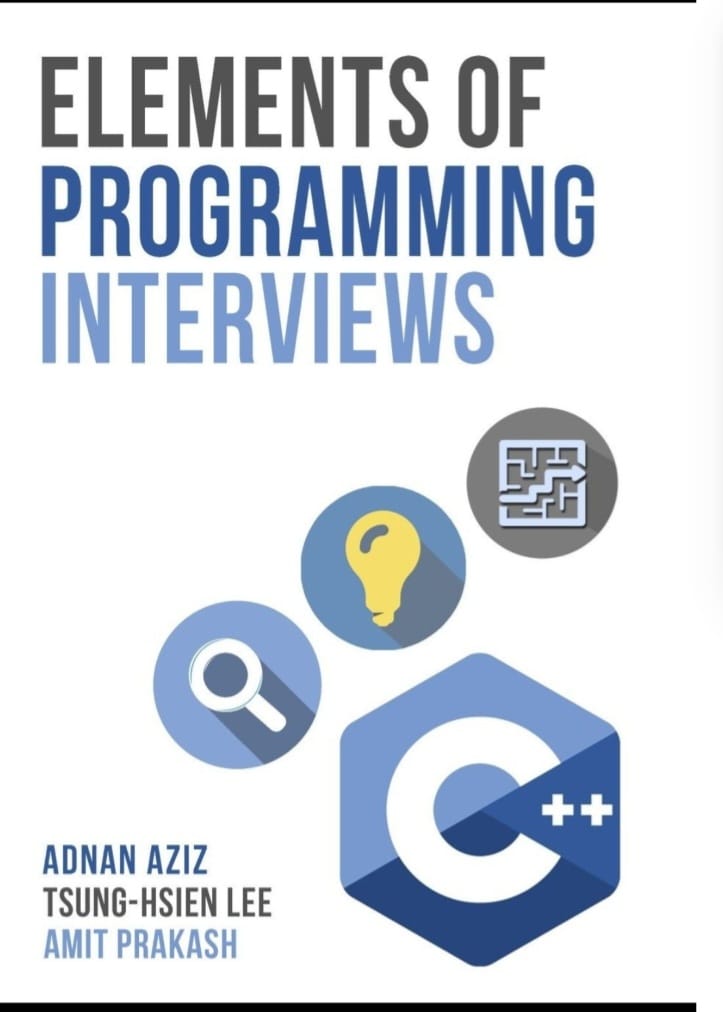 ELEMENTS OF
PROGRAMMING
INTERVIEWS
C++
ADNAN AZIZ
TSUNG-HSIEN LEE
AMIT PRAKASH